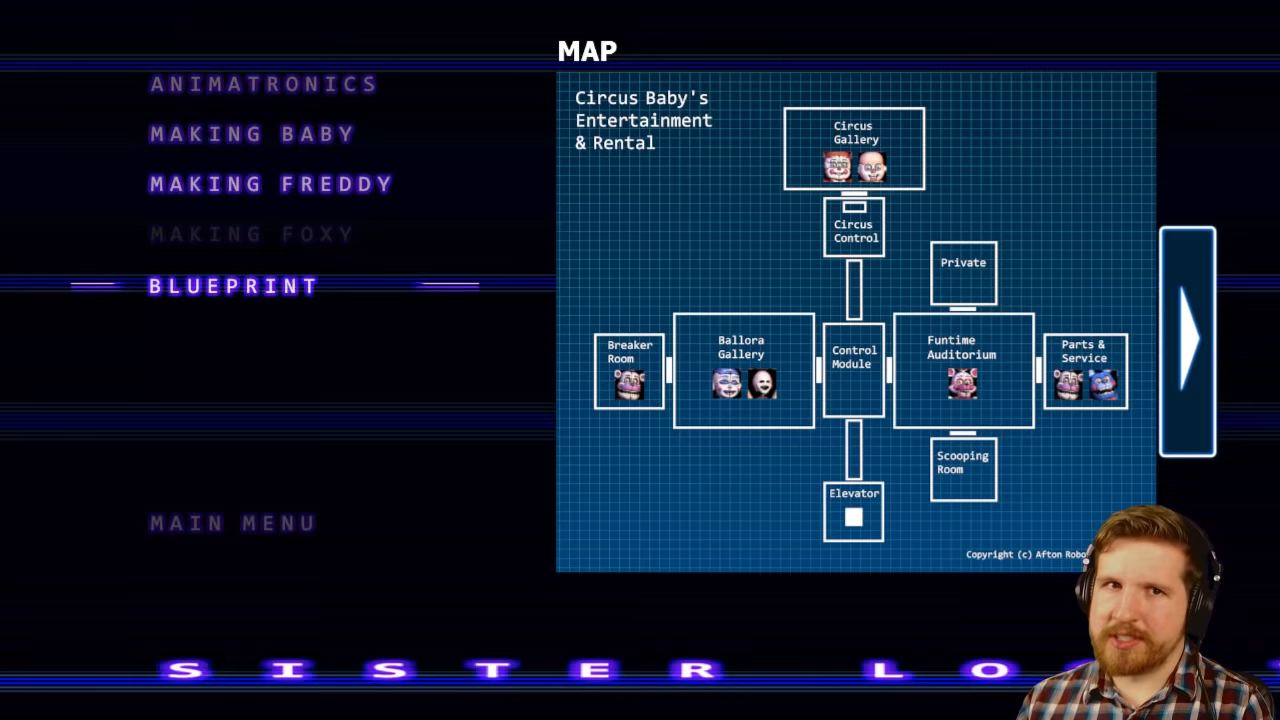 MAP
ANIMATRONICS
MAKING BABY
MAKING FREDDY
MAKING FOXY
BLUEPRINT
MAIN MENU
Circus Baby's
Entertainment
& Rental
Circus
Gallery
Circus
Control
Private
Breaker
Room
Ballora
Gallery
Control
Module
Funtime
Auditorium
Parts &
Service
Scooping
Room
Elevator
Copyright (c) Afton
SISTER